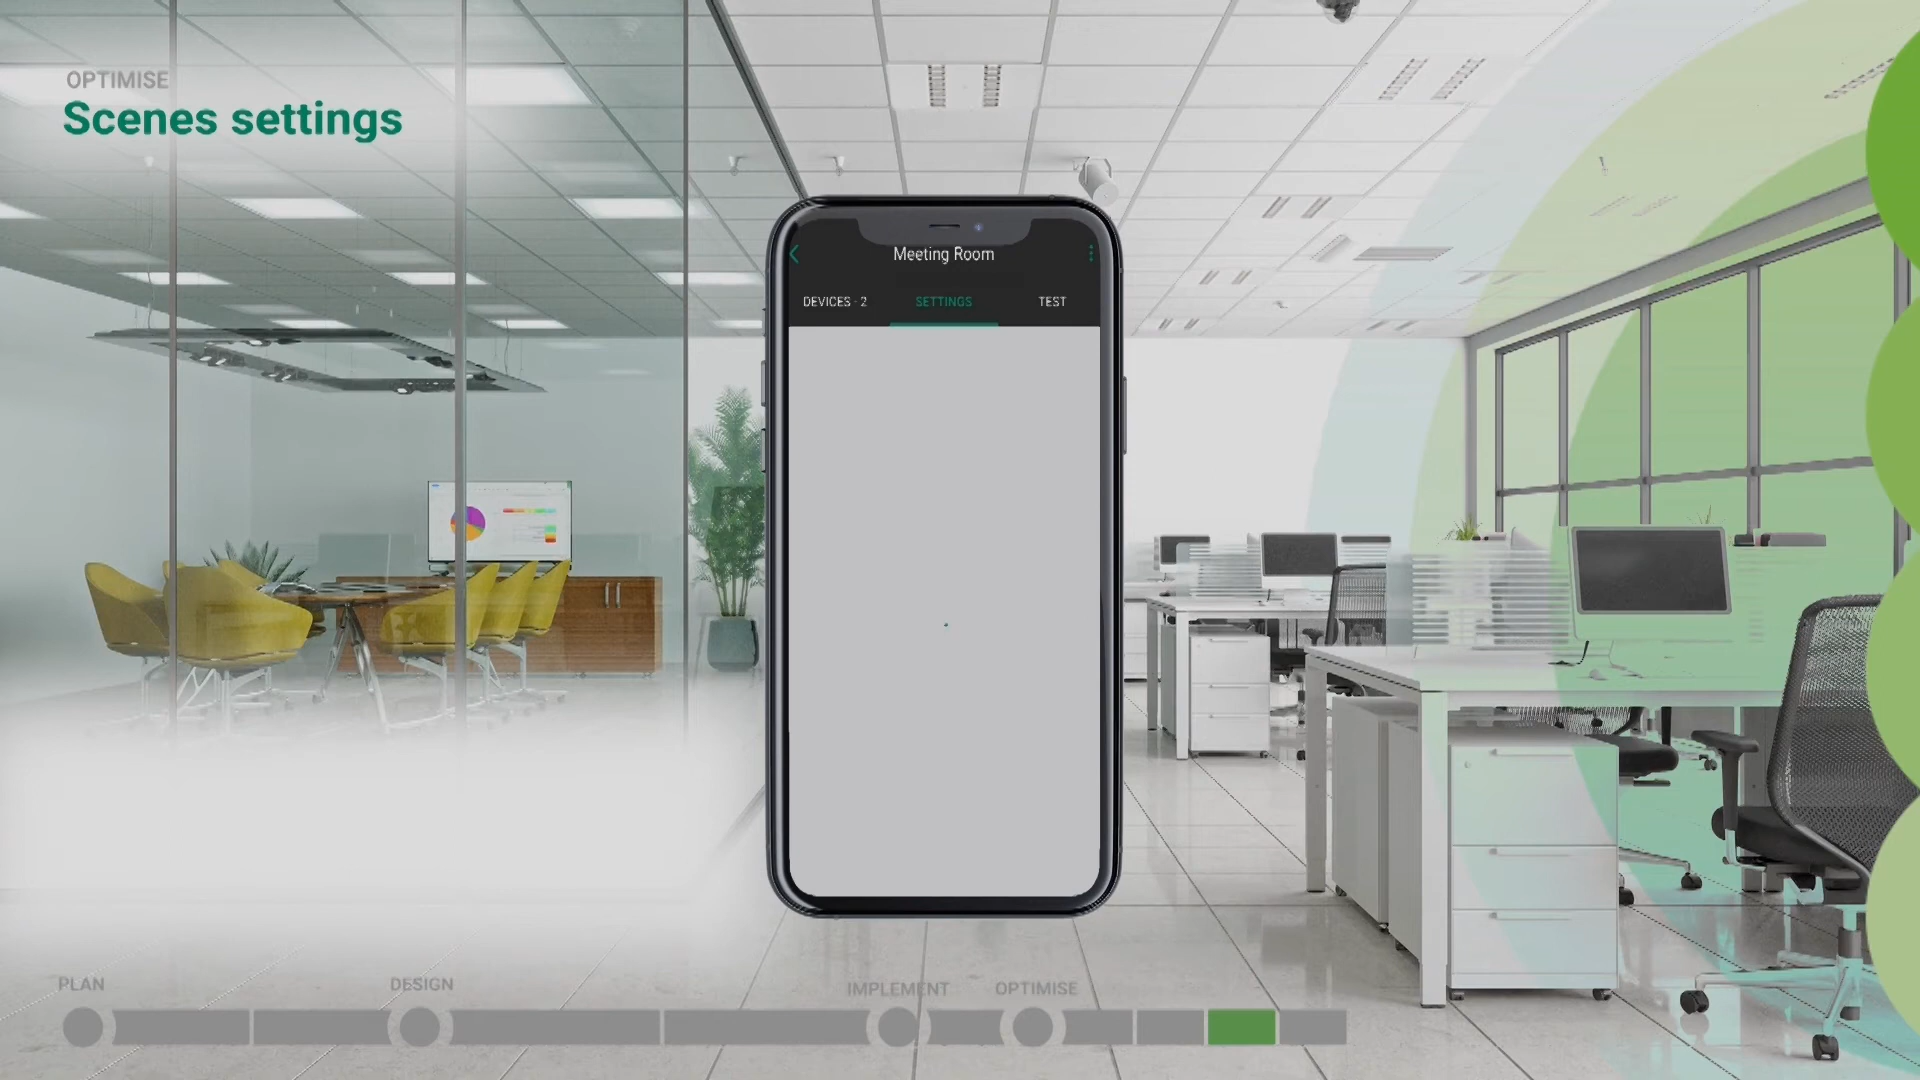 OPTIMISE
Scenes settings
Meeting Room
DEVICES - 2
SETTINGS
TEST
PLAN
DESIGN
IMPLEMENT
OPTIMISE